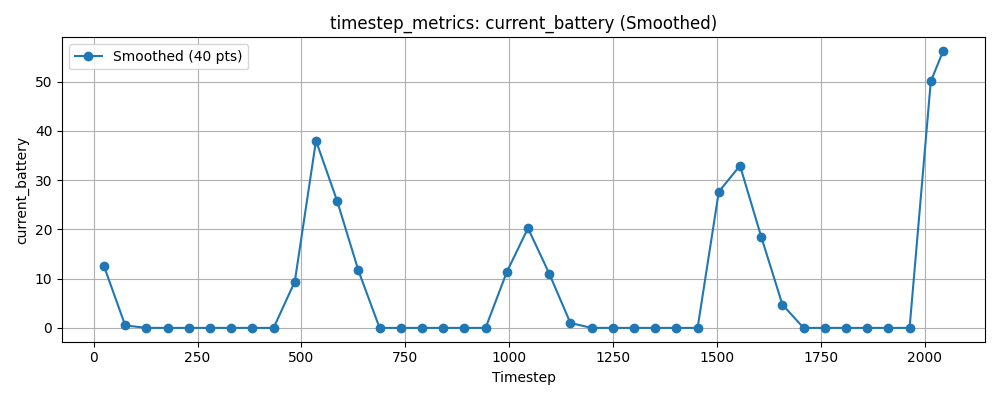 timestep_metrics: current_battery (Smoothed)
Smoothed (40 pts)
current_battery
50
40
30
20
10
0
0 250 500 750 1000 1250 1500 1750 2000
Timestep